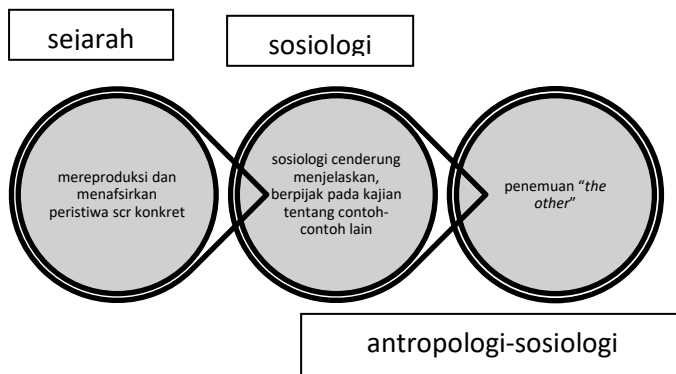 sejarah
sosiologi
mereproduksi dan
menafsirkan
peristiwa scr konkret
sosiologi cenderung
menjelaskan,
berpijak pada kajian
tentang contoh-
contoh lain
penemuan “the
other”
antropologi-sosiologi